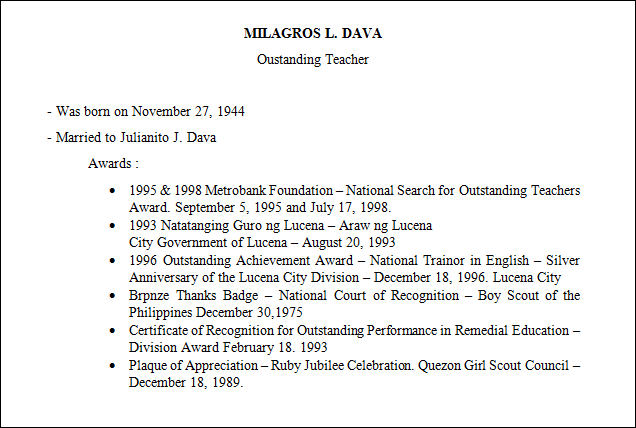 MILAGROS L. DAVA
Oustanding Teacher
- Was born on November 27, 1944
- Married to Julianito J. Dava
Awards :
• 1995 & 1998 Metrobank Foundation – National Search for Outstanding Teachers
Award. September 5, 1995 and July 17, 1998.
• 1993 Natatanging Guro ng Lucena – Araw ng Lucena
City Government of Lucena – August 20, 1993
• 1996 Outstanding Achievement Award – National Trainor in English – Silver
Anniversary of the Lucena City Division – December 18, 1996. Lucena City
• Brpnze Thanks Badge – National Court of Recognition – Boy Scout of the
Philippines December 30,1975
• Certificate of Recognition for Outstanding Performance in Remedial Education –
Division Award February 18. 1993
• Plaque of Appreciation – Ruby Jubilee Celebration. Quezon Girl Scout Council –
December 18, 1989.